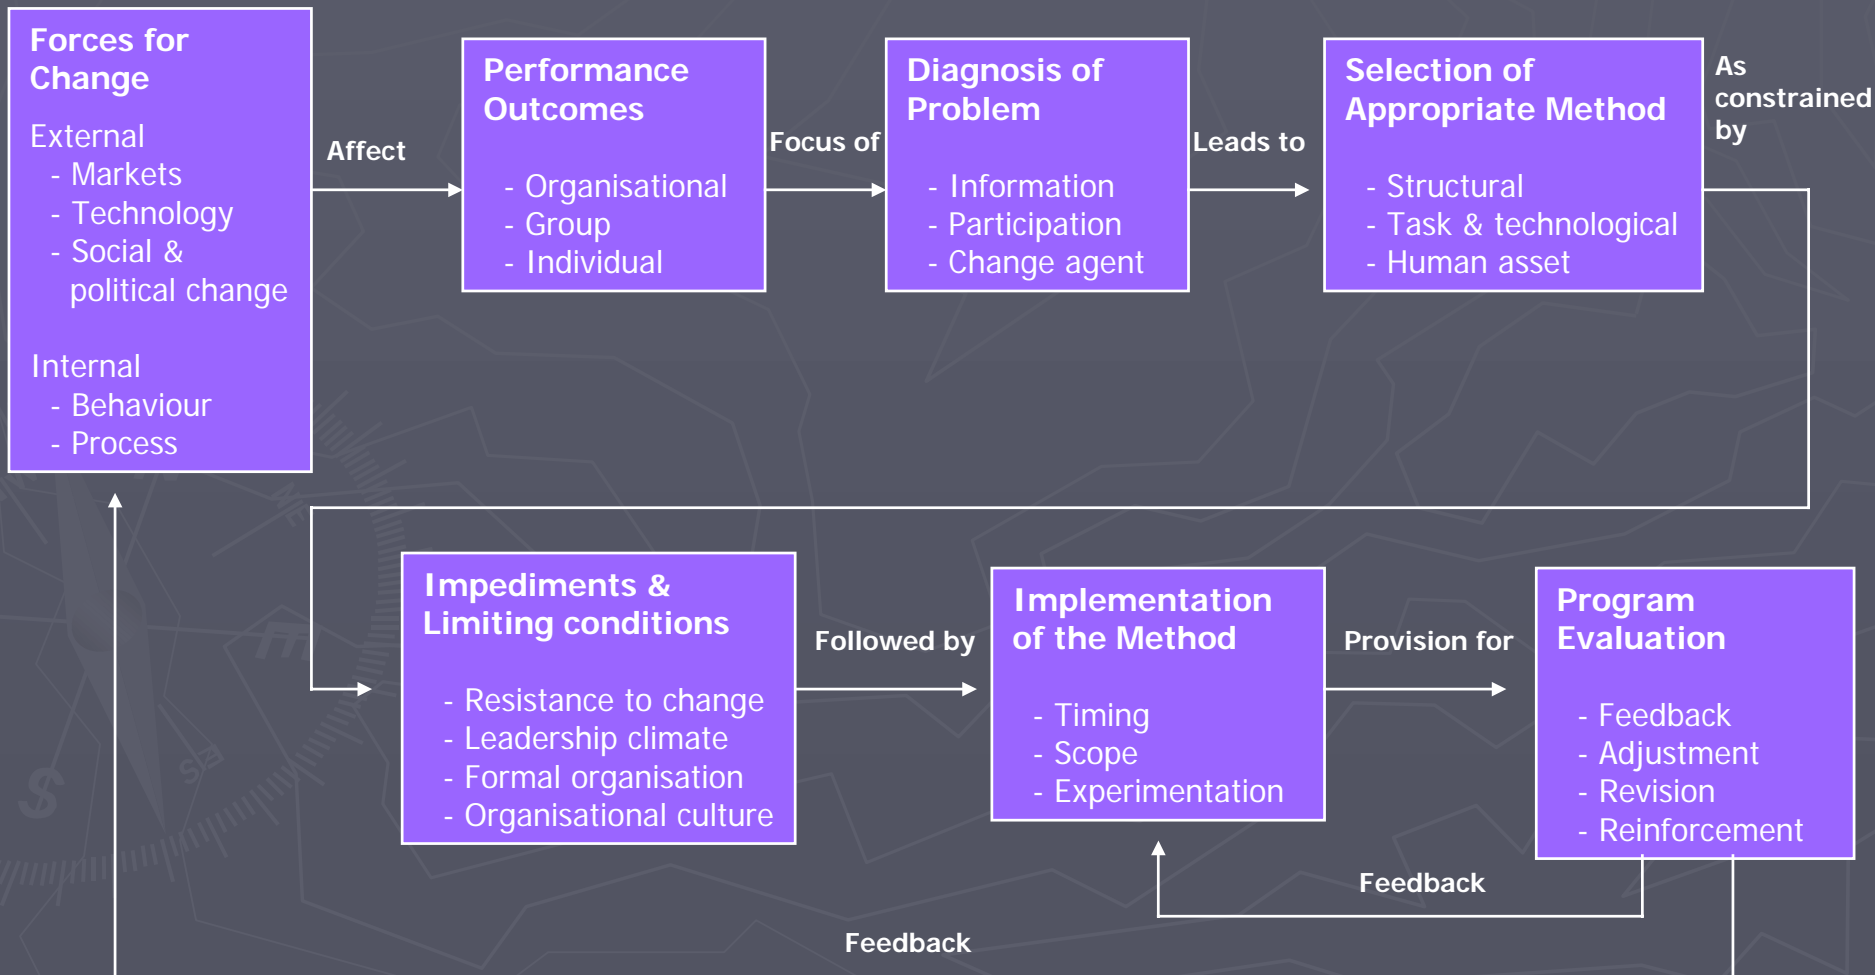 Forces for
Change
External
- Markets
- Technology
- Social &
political change
Internal
- Behaviour
- Process
Affect
Performance
Outcomes
- Organisational
- Group
- Individual
Focus of
Diagnosis of
Problem
- Information
- Participation
- Change agent
Leads to
Selection of
Appropriate Method
- Structural
- Task & technological
- Human asset
As
constrained
by
Impediments &
Limiting conditions
- Resistance to change
- Leadership climate
- Formal organisation
- Organisational culture
Followed by
Implementation
of the Method
- Timing
- Scope
- Experimentation
Provision for
Program
Evaluation
- Feedback
- Adjustment
- Revision
- Reinforcement
Feedback
Feedback